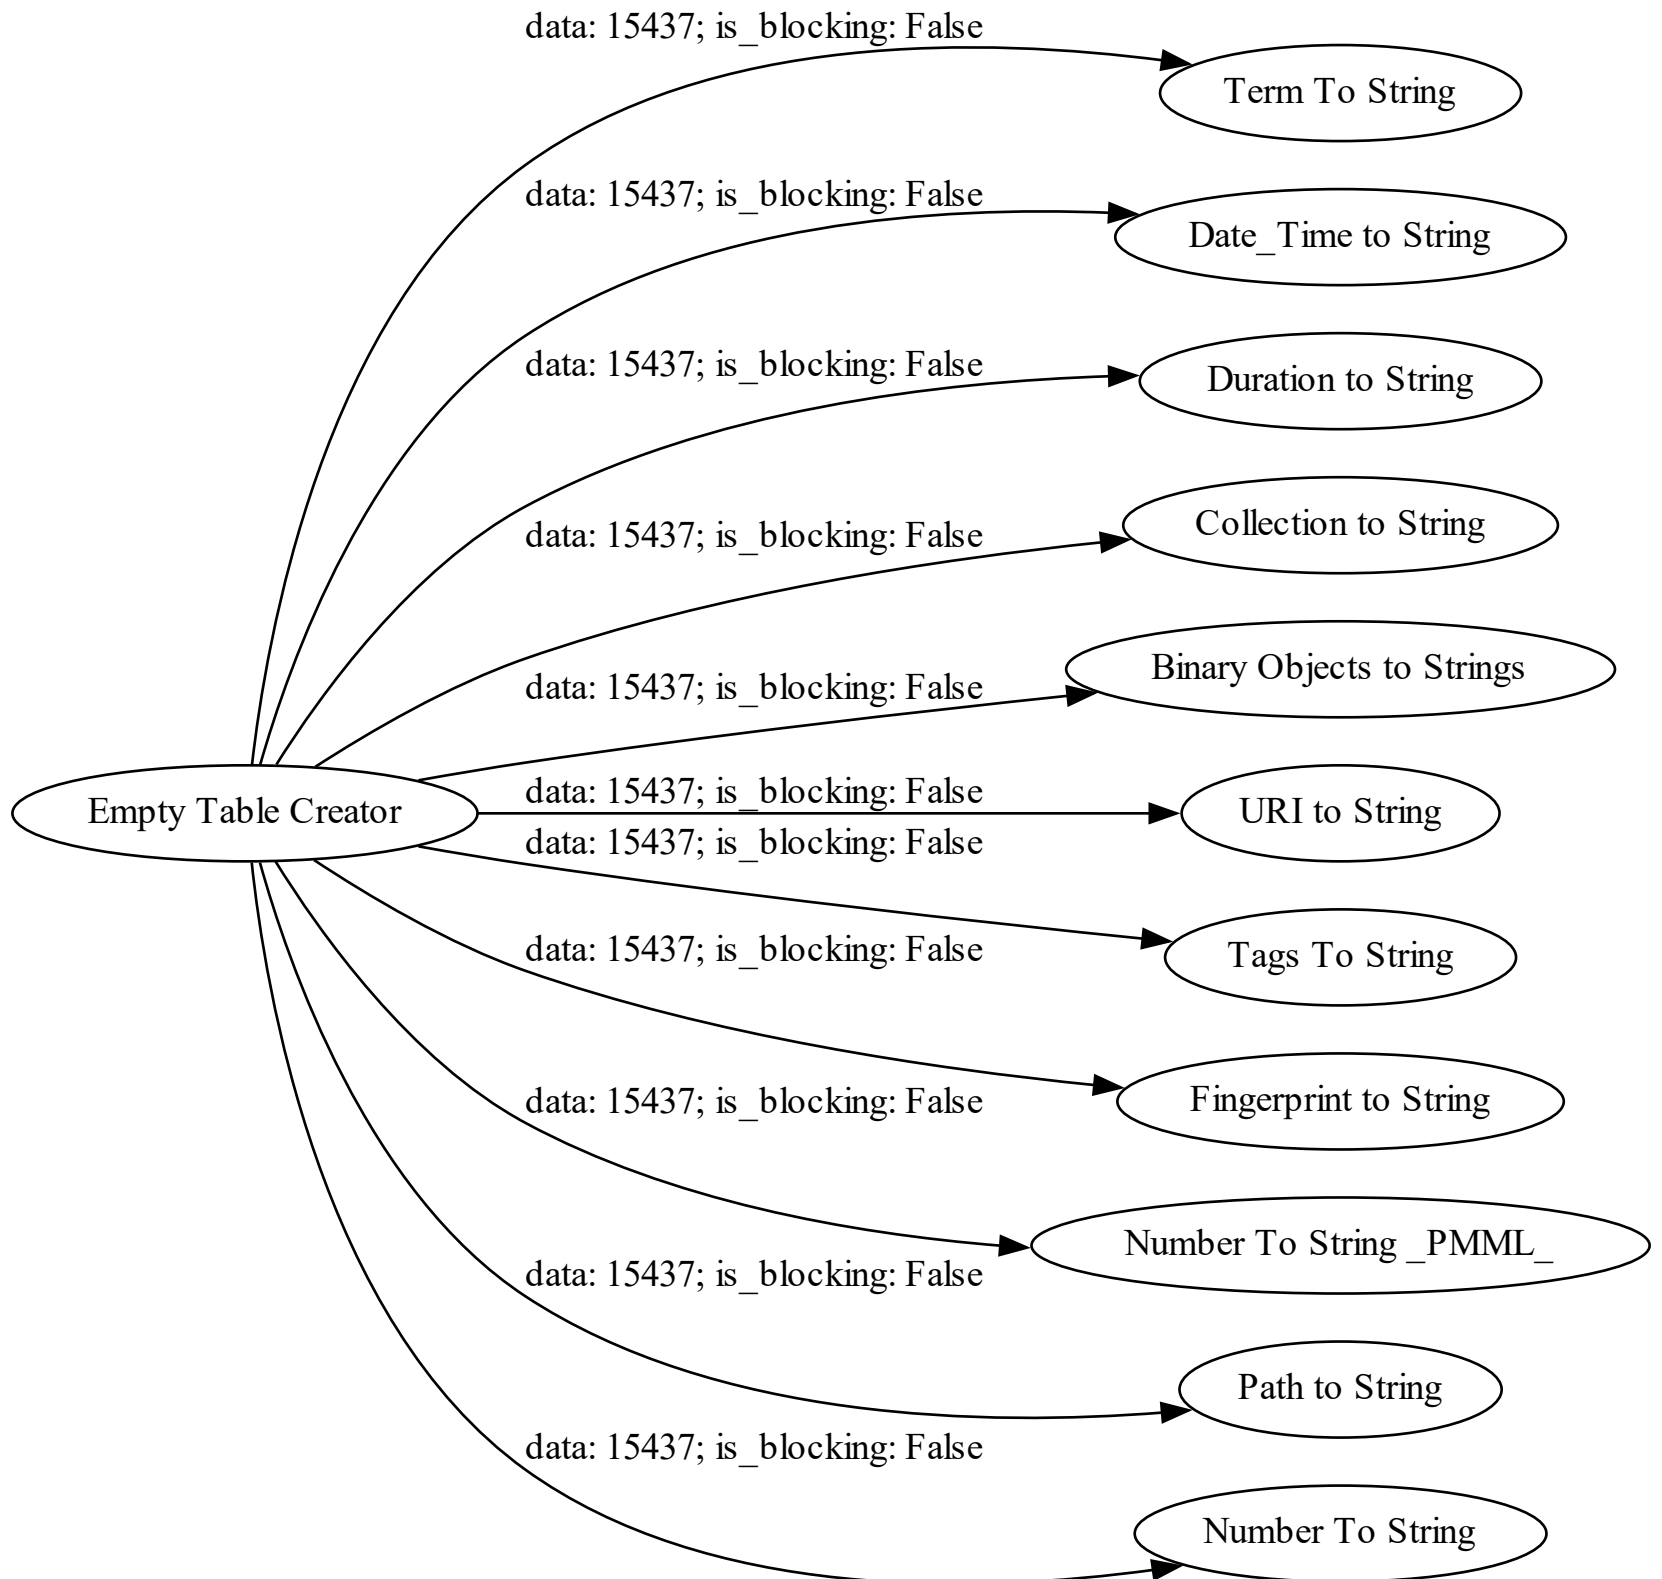 data: 15437; is_blocking: False
Term To String
data: 15437; is_blocking: False
Date_Time to String
data: 15437; is_blocking: False
Duration to String
data: 15437; is_blocking: False
Collection to String
data: 15437; is_blocking: False
Binary Objects to Strings
data: 15437; is_blocking: False
Empty Table Creator
URI to String
data: 15437; is_blocking: False
Tags To String
data: 15437; is_blocking: False
Fingerprint to String
data: 15437; is_blocking: False
Number To String _PMML_
data: 15437; is_blocking: False
Path to String
data: 15437; is_blocking: False
Number To String